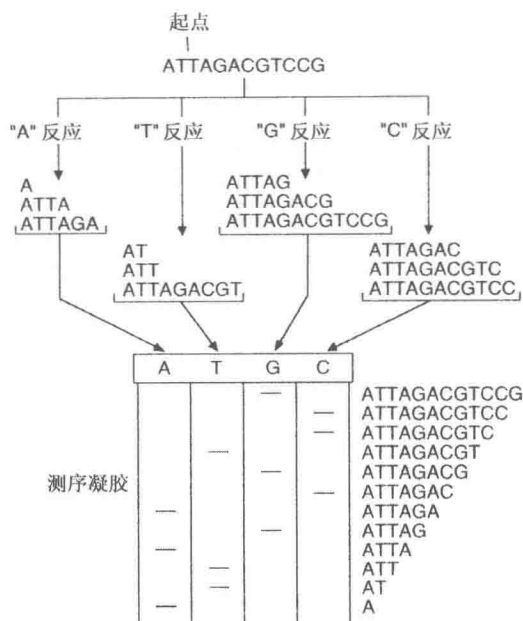 起点
ATTAGACGTCCG
"A" 反应 "T" 反应 "G" 反应 "C" 反应
A
ATTA
ATTAGA
AT
ATT
ATTAGACGT
ATTAG
ATTAGACG
ATTAGACGTCCG
ATTAGAC
ATTAGACGTC
ATTAGACGTCC
A T G C
测序凝胶
ATTAGACGTCCG
ATTAGACGTCC
ATTAGACGTC
ATTAGACGT
ATTAGACG
ATTAGAC
ATTAGA
ATTAG
ATTA
ATT
AT
A